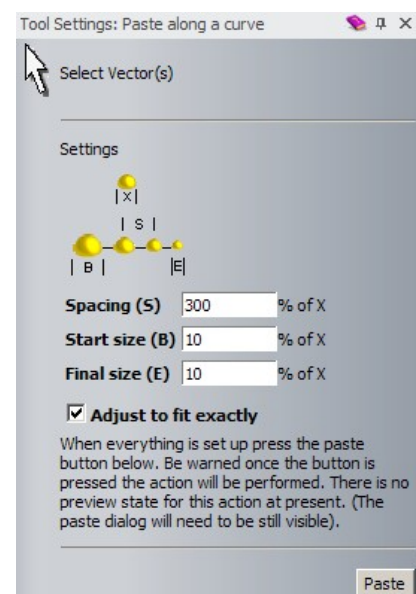 Tool Settings: Paste along a curve
Select Vector(s)
Settings
|X|
| S |
| B | |E|
Spacing (S) 300 % of X
Start size (B) 10 % of X
Final size (E) 10 % of X
Adjust to fit exactly
When everything is set up press the paste
button below. Be warned once the button is
pressed the action will be performed. There is no
preview state for this action at present. (The
paste dialog will need to be still visible).
Paste